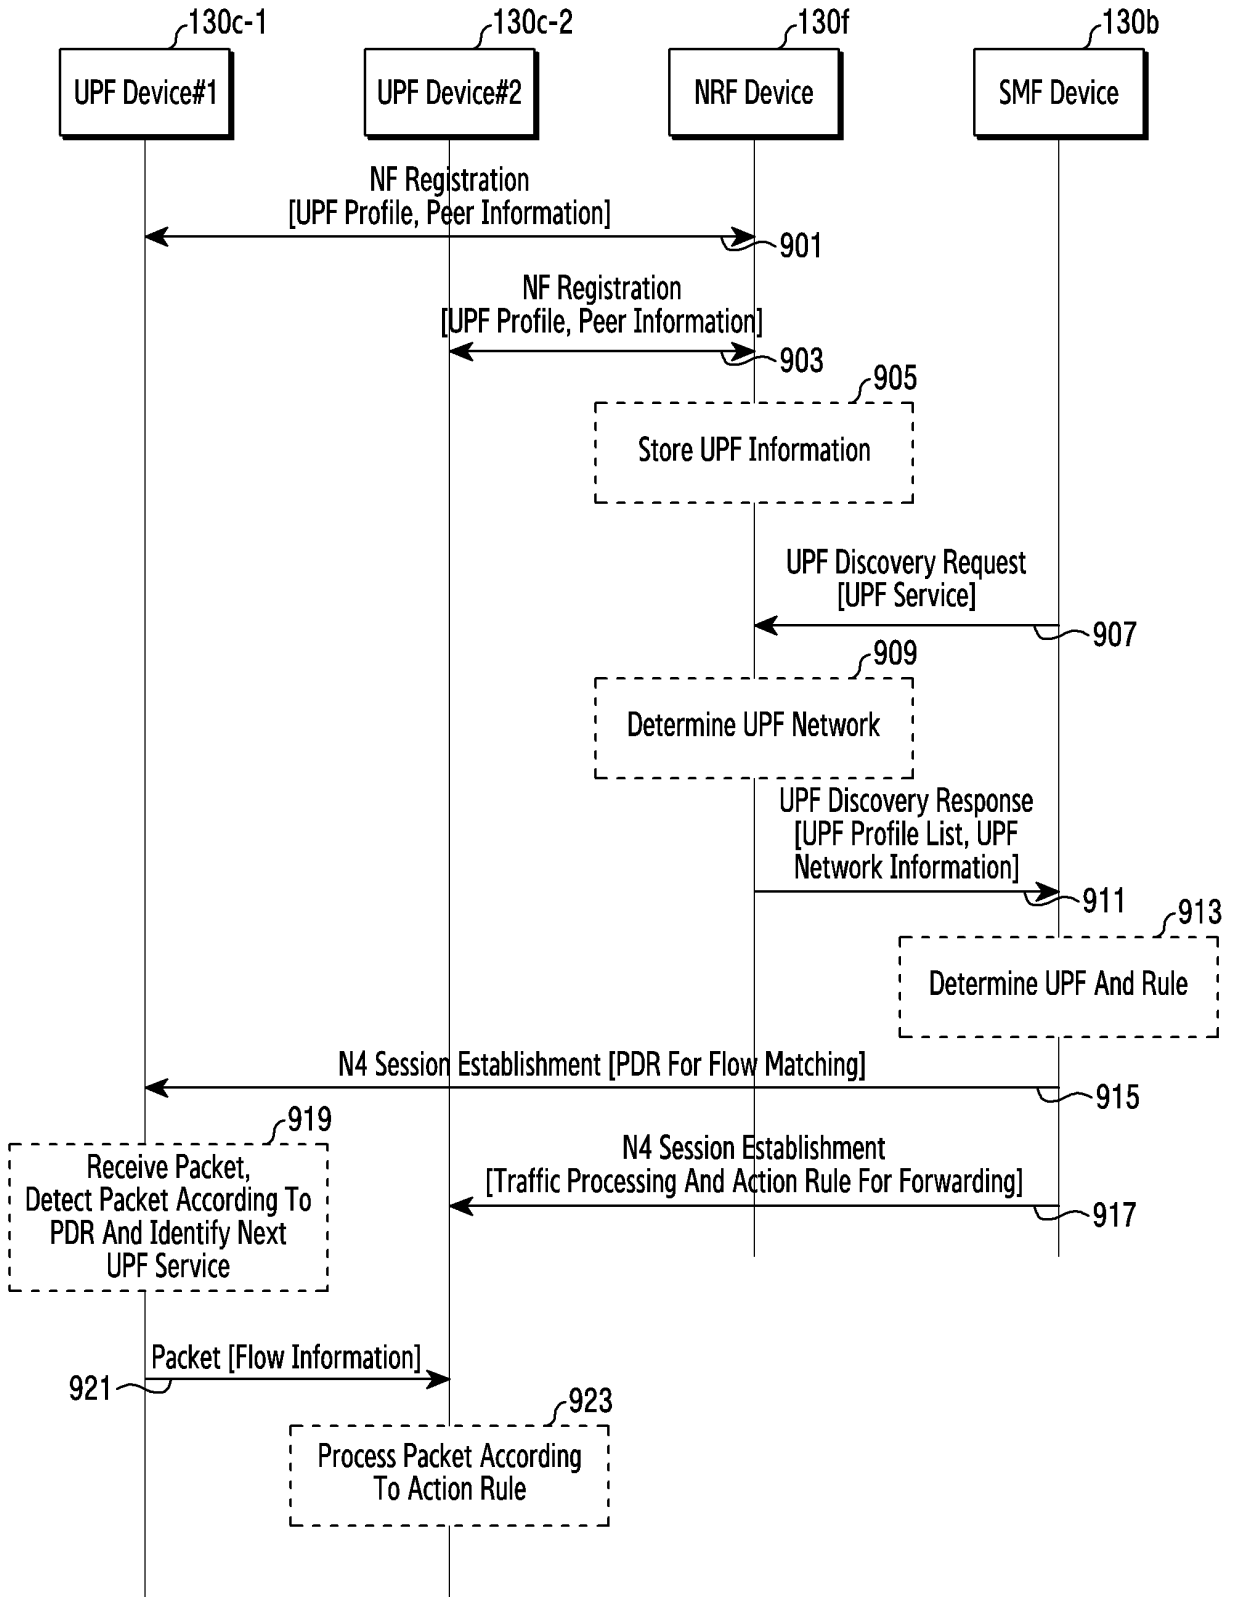 130c-1
130c-2
130f
130b
UPF Device#1
UPF Device#2
NRF Device
SMF Device
NF Registration
[UPF Profile, Peer Information]
901
NF Registration
[UPF Profile, Peer Information]
903
905
Store UPF Information
UPF Discovery Request
[UPF Service]
907
909
Determine UPF Network
UPF Discovery Response
[UPF Profile List, UPF
Network Information]
911
913
Determine UPF And Rule
N4 Session Establishment [PDR For Flow Matching]
915
919
Receive Packet,
Detect Packet According To
PDR And Identify Next
UPF Service
N4 Session Establishment
[Traffic Processing And Action Rule For Forwarding]
917
Packet [Flow Information]
921
923
Process Packet According
To Action Rule